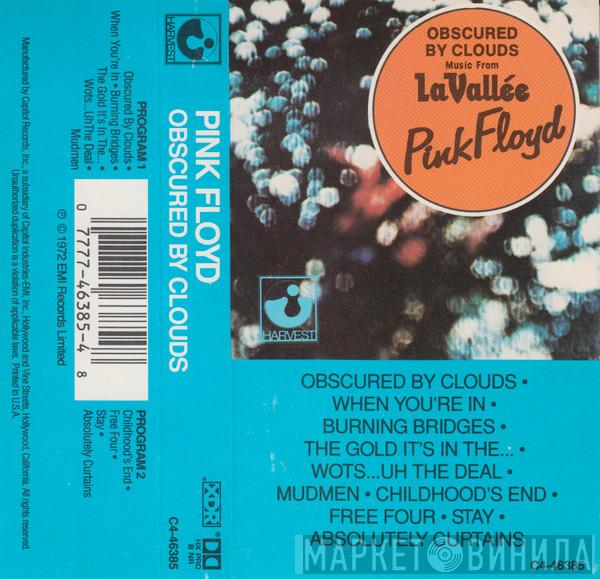 Manufactured by Capitol Records, Inc., a subsidiary of Capitol Industries-EMI, Inc., Hollywood and Vine Streets, Hollywood, California. All rights reserved.
Unauthorized duplication is a violation of applicable laws. Printed in U.S.A.
℗ © 1972 EMI Records Limited
PROGRAM 1
Obscured By Clouds •
When You're In • Burning Bridges •
The Gold It's In The... •
Wots...Uh The Deal •
Mudmen
0 7777-46385-4 8
PROGRAM 2
Childhood's End •
Free Four •
Stay •
Absolutely Curtains
HARVEST
PINK FLOYD
OBSCURED BY CLOUDS
XDR
HX PRO
B NR
C4-46385
OBSCURED
BY CLOUDS
Music From
La Vallée
Pink Floyd
HARVEST
OBSCURED BY CLOUDS •
WHEN YOU'RE IN •
BURNING BRIDGES •
THE GOLD IT'S IN THE... •
WOTS...UH THE DEAL •
MUDMEN • CHILDHOOD'S END •
FREE FOUR • STAY •
ABSOLUTELY CURTAINS
C4-46385
МАРКЕТ ВИНИЛА